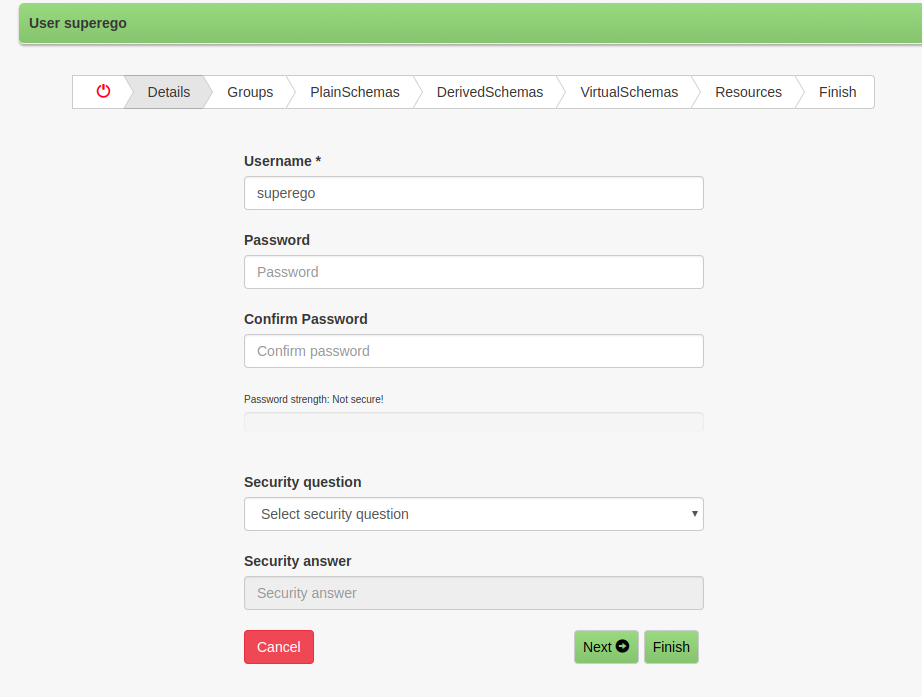 User superego
Details Groups PlainSchemas DerivedSchemas VirtualSchemas Resources Finish
Username *
superego
Password
Password
Confirm Password
Confirm password
Password strength: Not secure!
Security question
Select security question
Security answer
Security answer
Cancel Next Finish